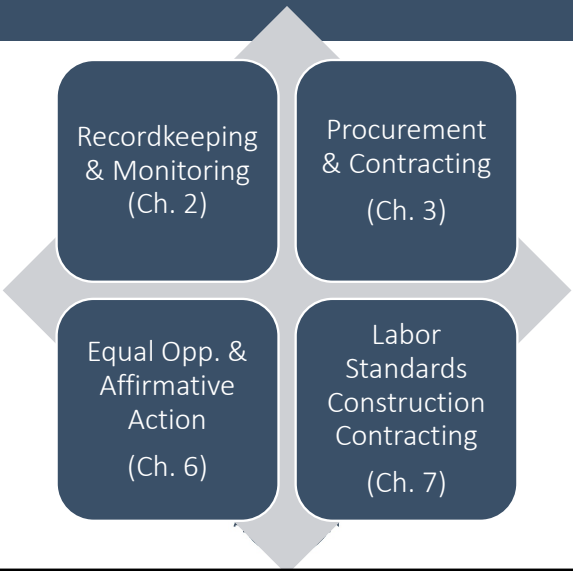 Recordkeeping
& Monitoring
(Ch. 2)
Procurement
& Contracting
(Ch. 3)
Equal Opp. &
Affirmative
Action
(Ch. 6)
Labor
Standards
Construction
Contracting
(Ch. 7)